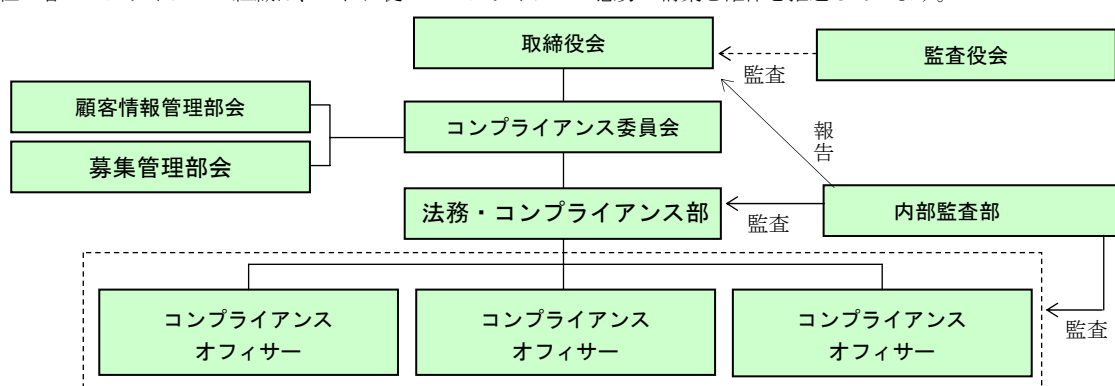 取締役会
監査役会
監査
顧客情報管理部会
コンプライアンス委員会
募集管理部会
報告
法務・コンプライアンス部
監査
内部監査部
コンプライアンス
オフィサー
コンプライアンス
オフィサー
コンプライアンス
オフィサー
監査